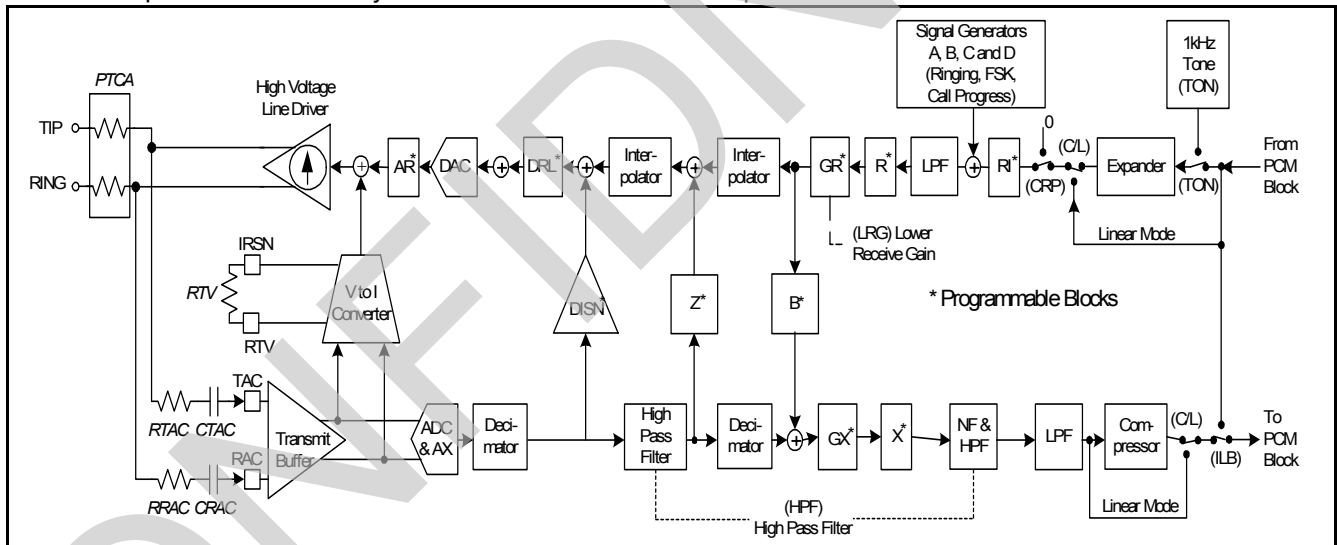 Signal Generators
A, B, C and D
(Ringing, FSK,
Call Progress)
1kHz
Tone
(TON)
PTCA
High Voltage
Line Driver
TIP
RING
AR*
DAC
DRL*
Inter-
polator
Inter-
polator
GR*
R*
LPF
RI*
0
(CRP)
(C/L)
Expander
(TON)
From
PCM
Block
Linear Mode
(LRG) Lower
Receive Gain
IRSN
RTV
RTV
V to I
Converter
DISN*
Z*
B*
* Programmable Blocks
TAC
RTAC CTAC
Transmit
Buffer
RAC
RRAC CRAC
ADC
& AX
Deci-
mator
High
Pass
Filter
Deci-
mator
GX*
X*
NF &
HPF
LPF
Com-
pressor
(C/L)
(ILB)
To
PCM
Block
Linear Mode
(HPF)
High Pass Filter